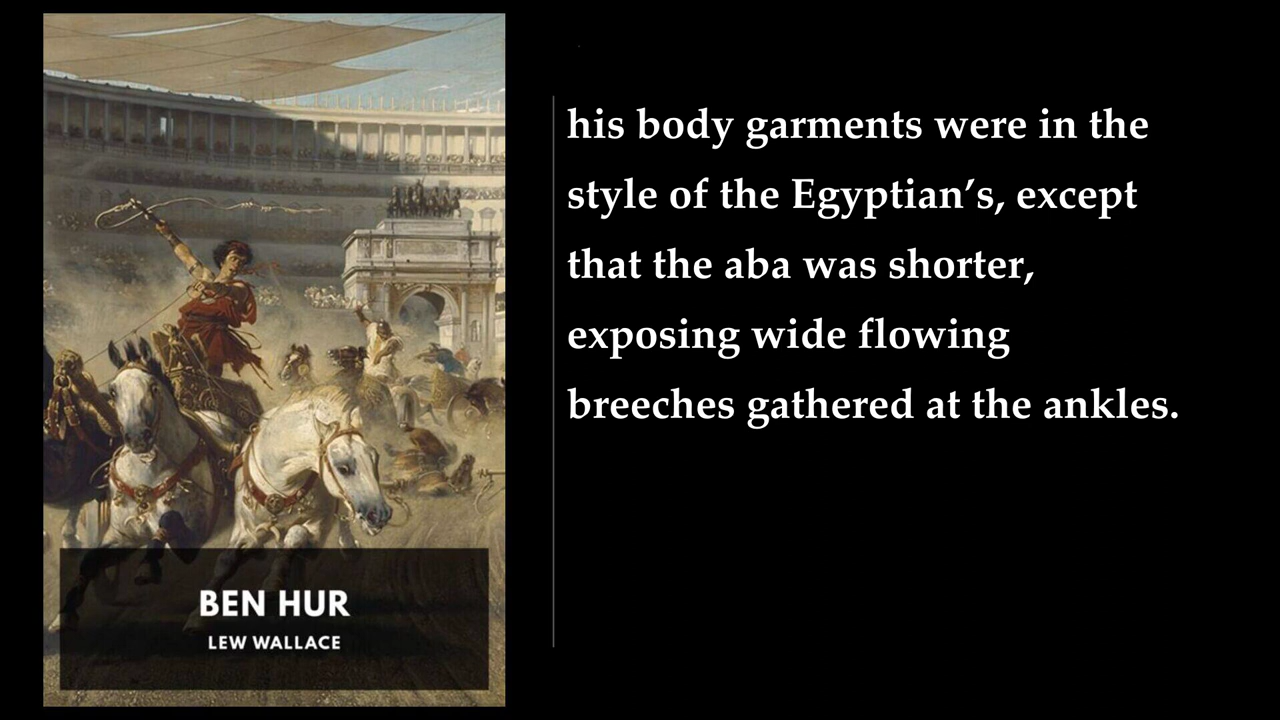 BEN HUR
LEW WALLACE
his body garments were in the
style of the Egyptian’s, except
that the aba was shorter,
exposing wide flowing
breeches gathered at the ankles.